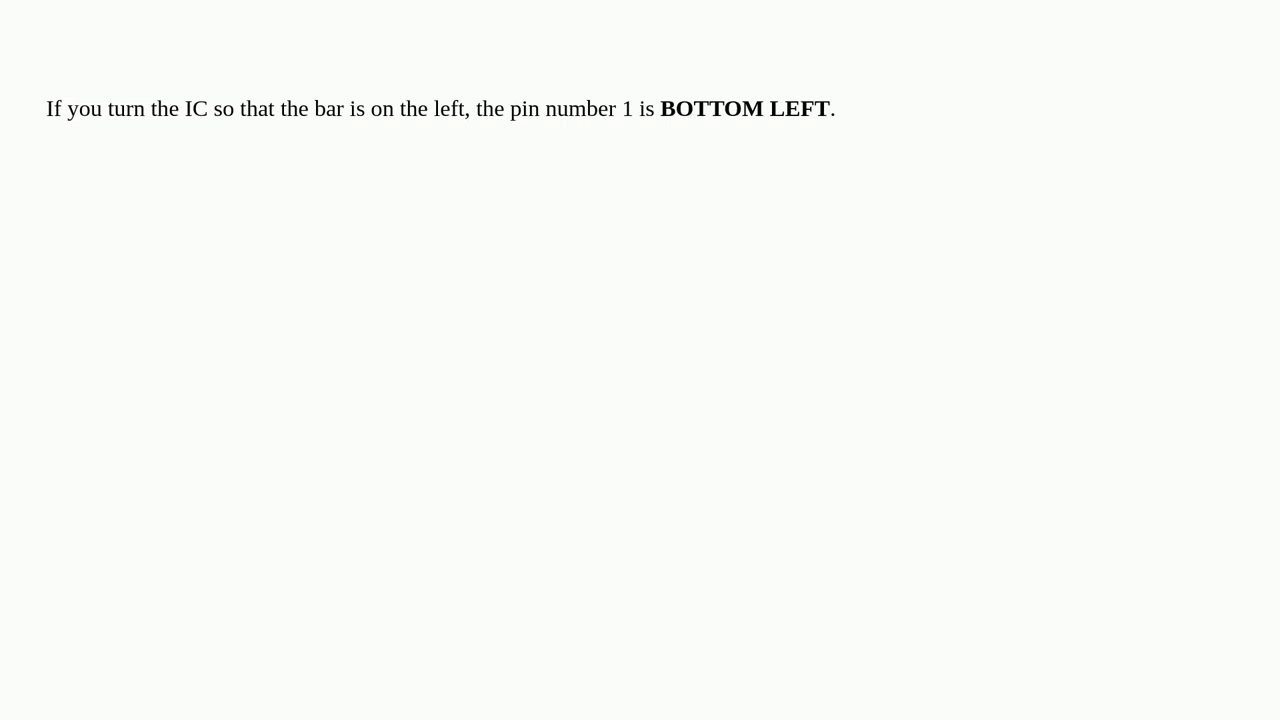 If you turn the IC so that the bar is on the left, the pin number 1 is BOTTOM LEFT.